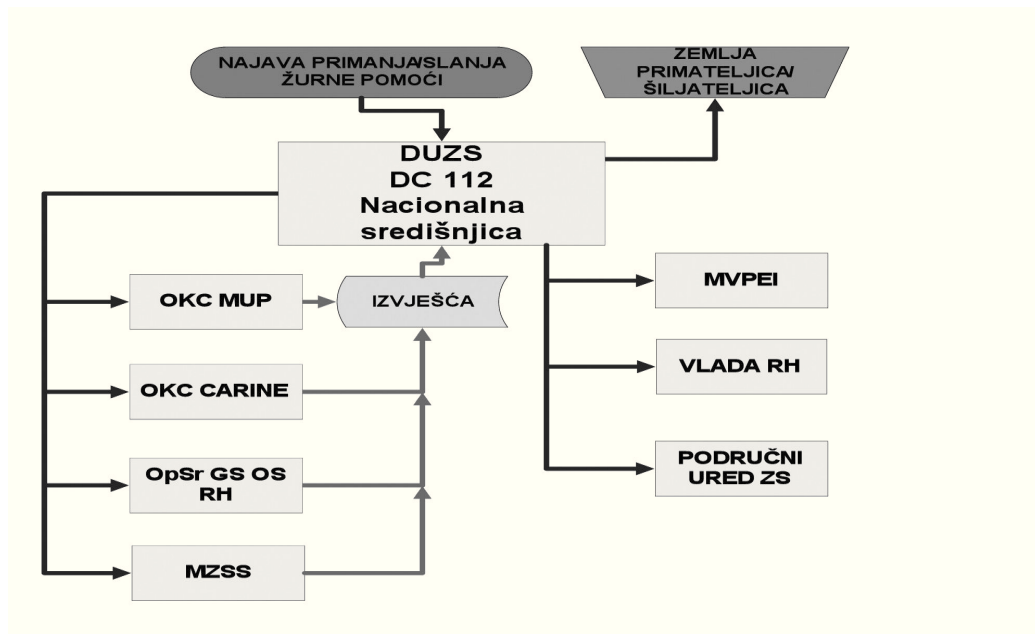 NAJAVA PRIMANJA/SLANJA
ŽURNE POMOĆI
ZEMLJA
PRIMATELJICA/
ŠILJATELJICA
DUZS
DC 112
Nacionalna
središnjica
OKC MUP
IZVJEŠĆA
MVPEI
OKC CARINE
VLADA RH
OpSr GS OS
RH
PODRUČNI
URED ZS
MZSS